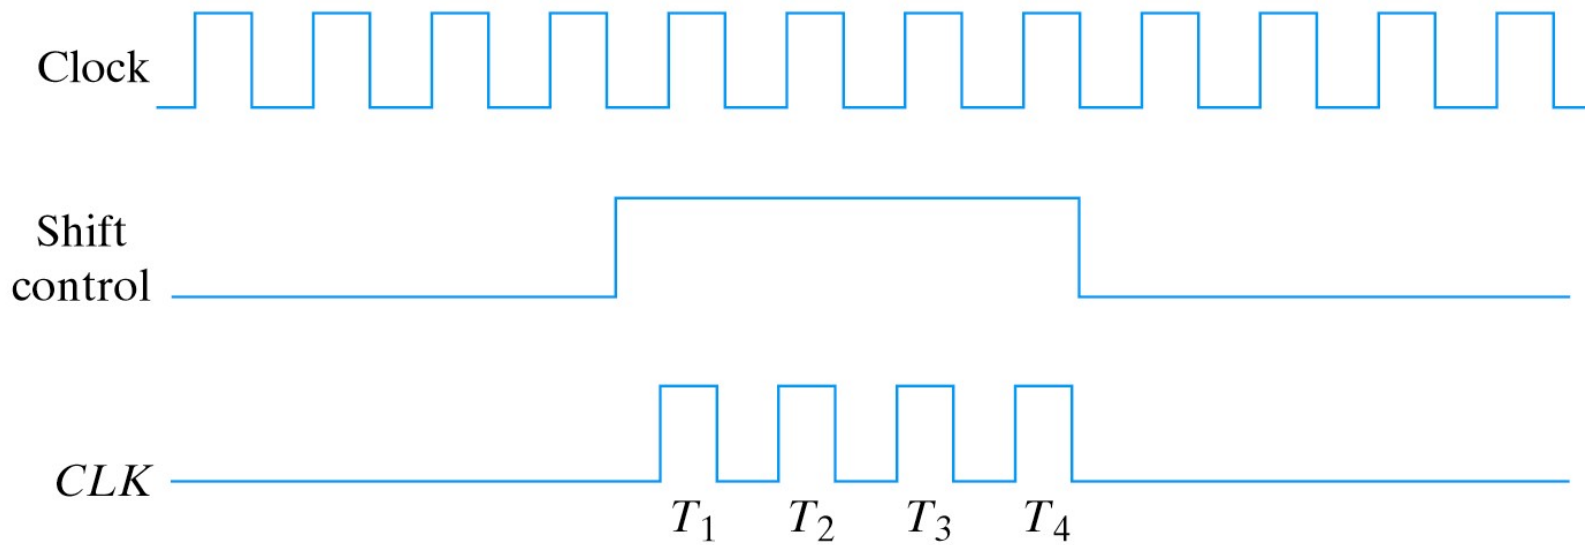 Clock
Shift
control
CLK
T₁ T₂ T₃ T₄